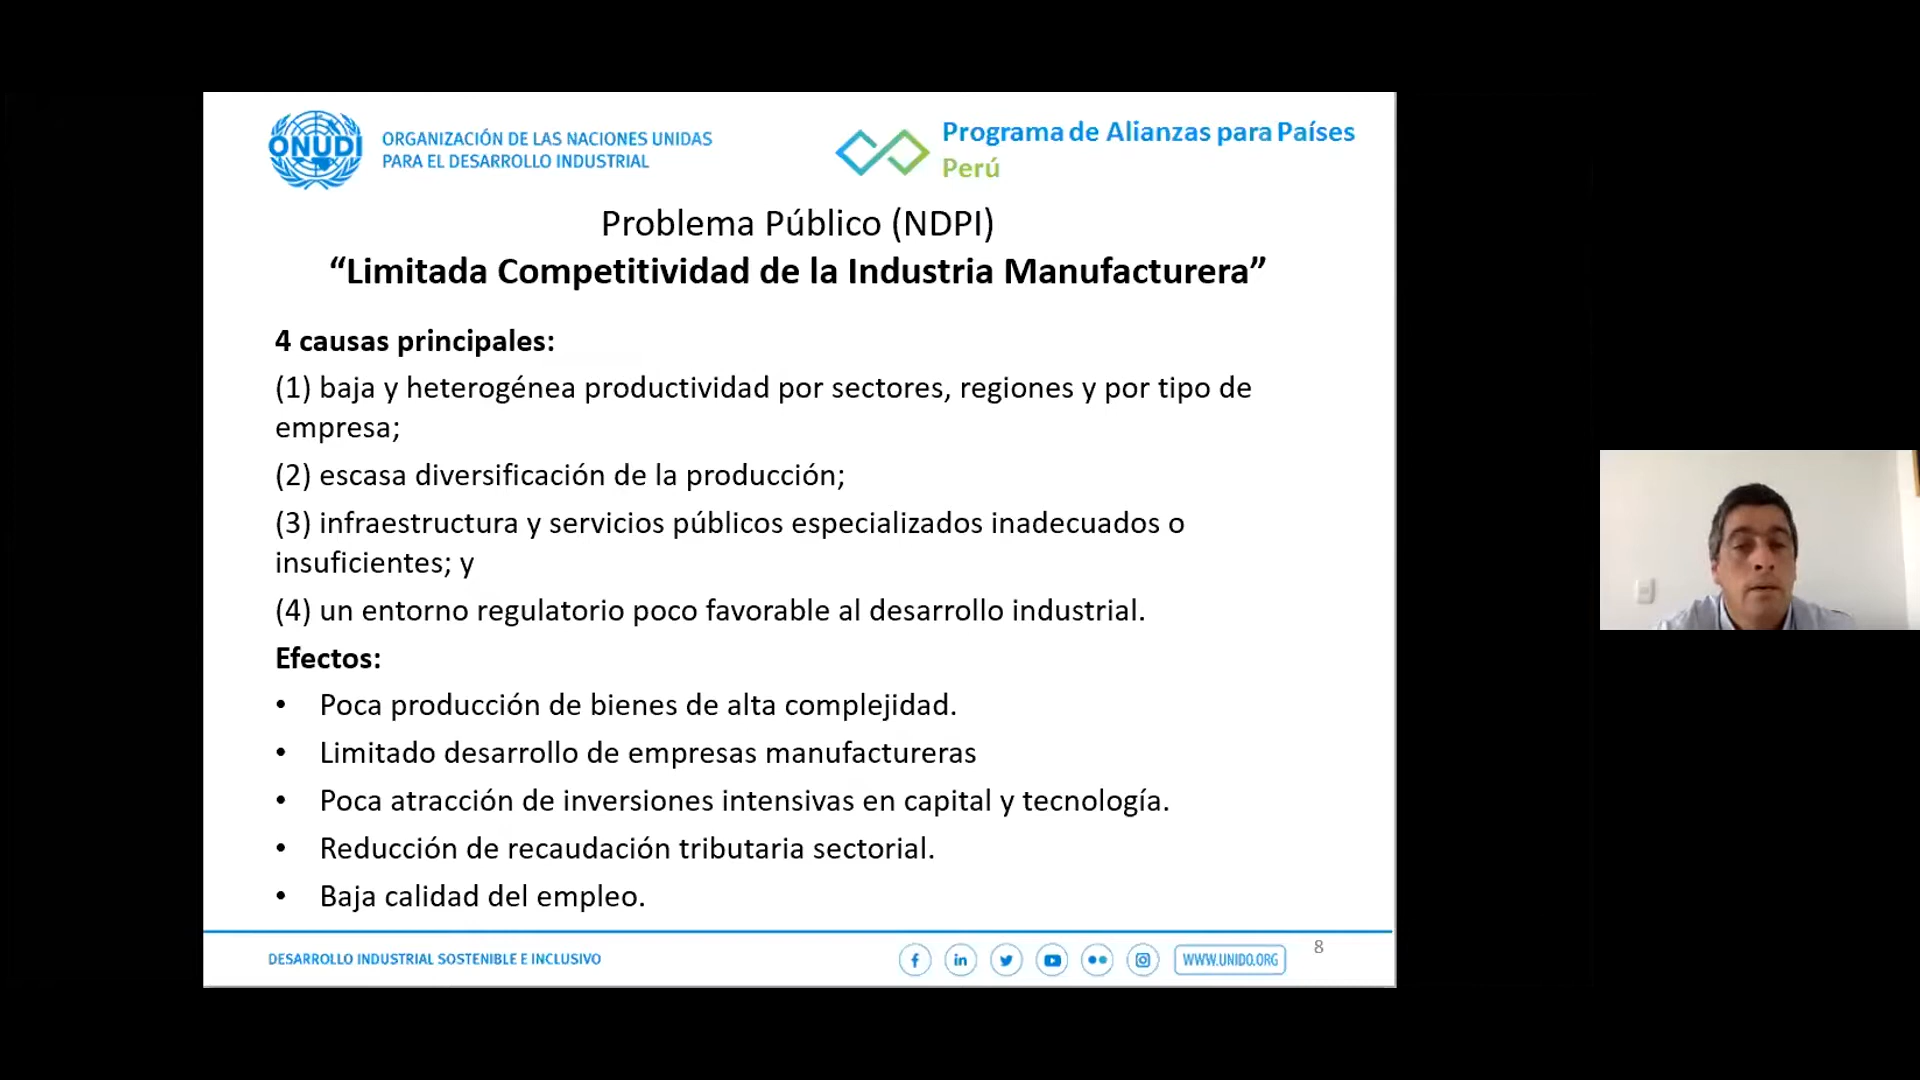 ONUDI
ORGANIZACIÓN DE LAS NACIONES UNIDAS
PARA EL DESARROLLO INDUSTRIAL
Programa de Alianzas para Países
Perú
Problema Público (NDPI)
“Limitada Competitividad de la Industria Manufacturera”
4 causas principales:
(1) baja y heterogénea productividad por sectores, regiones y por tipo de
empresa;
(2) escasa diversificación de la producción;
(3) infraestructura y servicios públicos especializados inadecuados o
insuficientes; y
(4) un entorno regulatorio poco favorable al desarrollo industrial.
Efectos:
• Poca producción de bienes de alta complejidad.
• Limitado desarrollo de empresas manufactureras
• Poca atracción de inversiones intensivas en capital y tecnología.
• Reducción de recaudación tributaria sectorial.
• Baja calidad del empleo.
DESARROLLO INDUSTRIAL SOSTENIBLE E INCLUSIVO
WWW.UNIDO.ORG
8